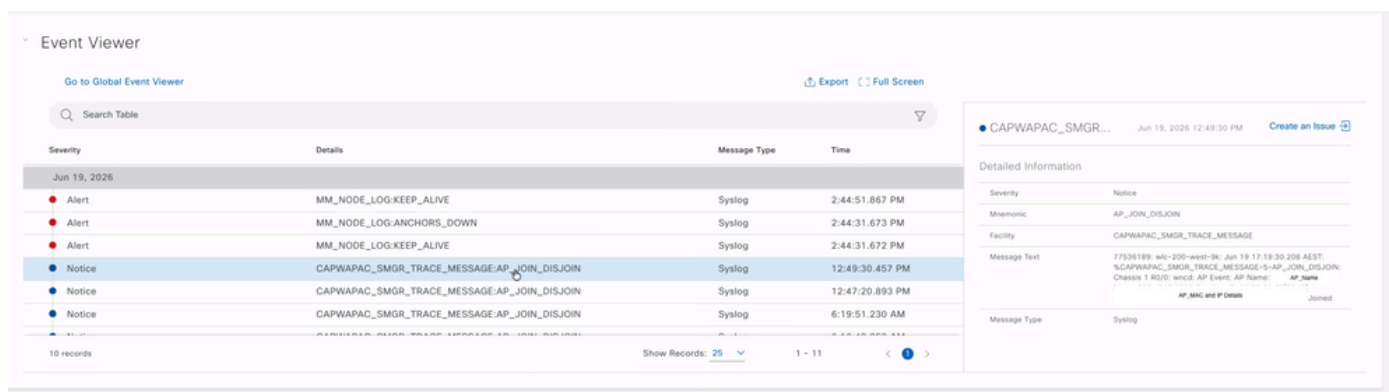 Event Viewer
Go to Global Event Viewer
Export
Full Screen
Search Table
Severity Details Message Type Time
Jun 19, 2026
Alert MM_NODE_LOG:KEEP_ALIVE Syslog 2:44:51.867 PM
Alert MM_NODE_LOG:ANCHORS_DOWN Syslog 2:44:31.673 PM
Alert MM_NODE_LOG:KEEP_ALIVE Syslog 2:44:31.672 PM
Notice CAPWAPAC_SMGR_TRACE_MESSAGE:AP_JOIN_DISJOIN Syslog 12:49:30.457 PM
Notice CAPWAPAC_SMGR_TRACE_MESSAGE:AP_JOIN_DISJOIN Syslog 12:47:20.893 PM
Notice CAPWAPAC_SMGR_TRACE_MESSAGE:AP_JOIN_DISJOIN Syslog 6:19:51.230 AM
10 records Show Records: 25 1 - 11 1
CAPWAPAC_SMGR... Jun 19, 2026 12:49:30 PM Create an Issue
Detailed Information
Severity Notice
Mnemonic AP_JOIN_DISJOIN
Facility CAPWAPAC_SMGR_TRACE_MESSAGE
Message Text 77536189: wlc-200-west-9k: Jun 19 17:19:30.208 AEST:
%CAPWAPAC_SMGR_TRACE_MESSAGE-5-AP_JOIN_DISJOIN:
Chassis 1 R0/0: wncd: AP Event: AP Name: AP_Name
AP_MAC and IP Details Joined
Message Type Syslog